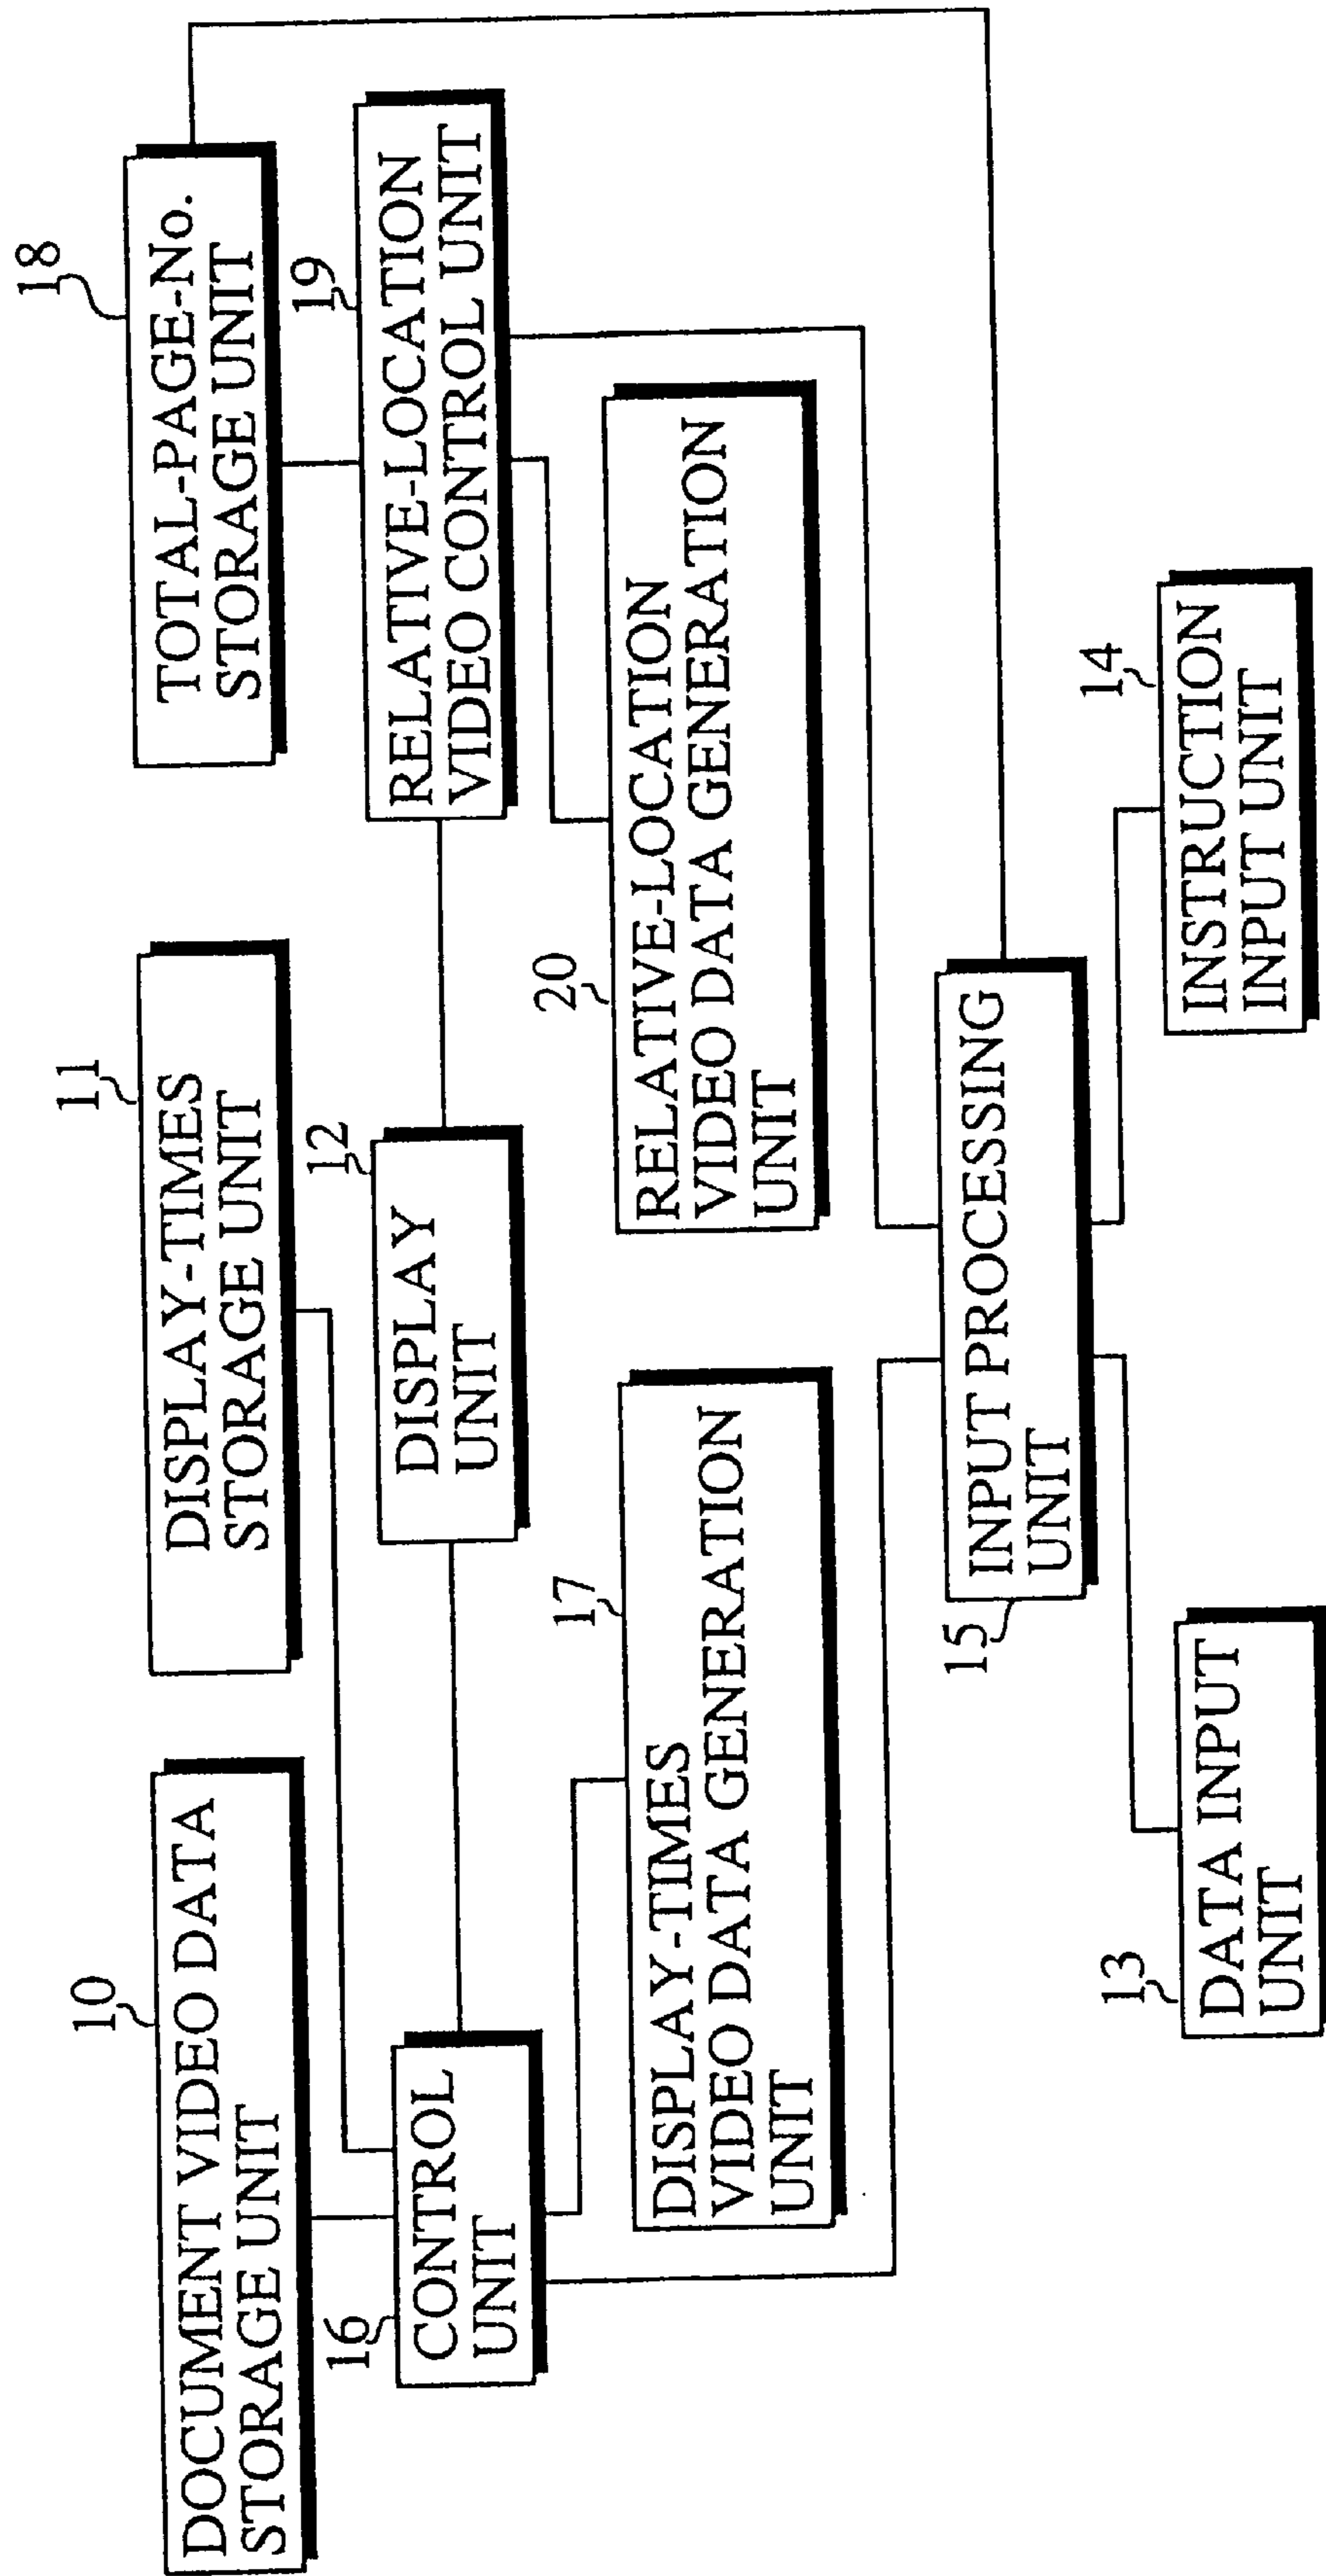 10
DOCUMENT VIDEO DATA
STORAGE UNIT
11
DISPLAY-TIMES
STORAGE UNIT
18
TOTAL-PAGE-No.
STORAGE UNIT
16
CONTROL
UNIT
12
DISPLAY
UNIT
19
RELATIVE-LOCATION
VIDEO CONTROL UNIT
17
DISPLAY-TIMES
VIDEO DATA GENERATION
UNIT
20
RELATIVE-LOCATION
VIDEO DATA GENERATION
UNIT
15
INPUT PROCESSING
UNIT
13
DATA INPUT
UNIT
14
INSTRUCTION
INPUT UNIT